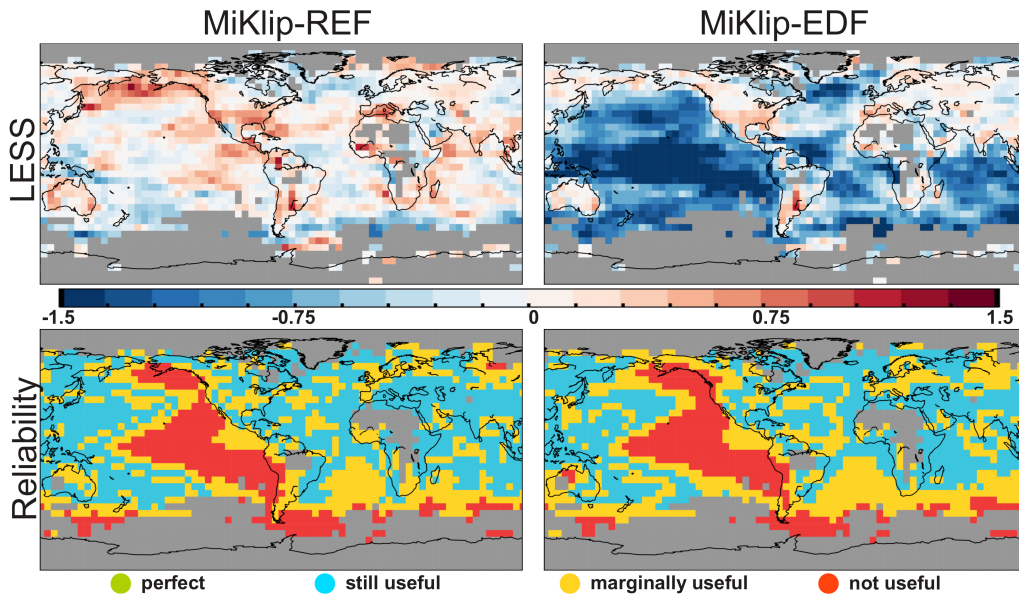 MiKlip-REF MiKlip-EDF
LESS
-1.5 -0.75 0 0.75 1.5
Reliability
perfect still useful marginally useful not useful